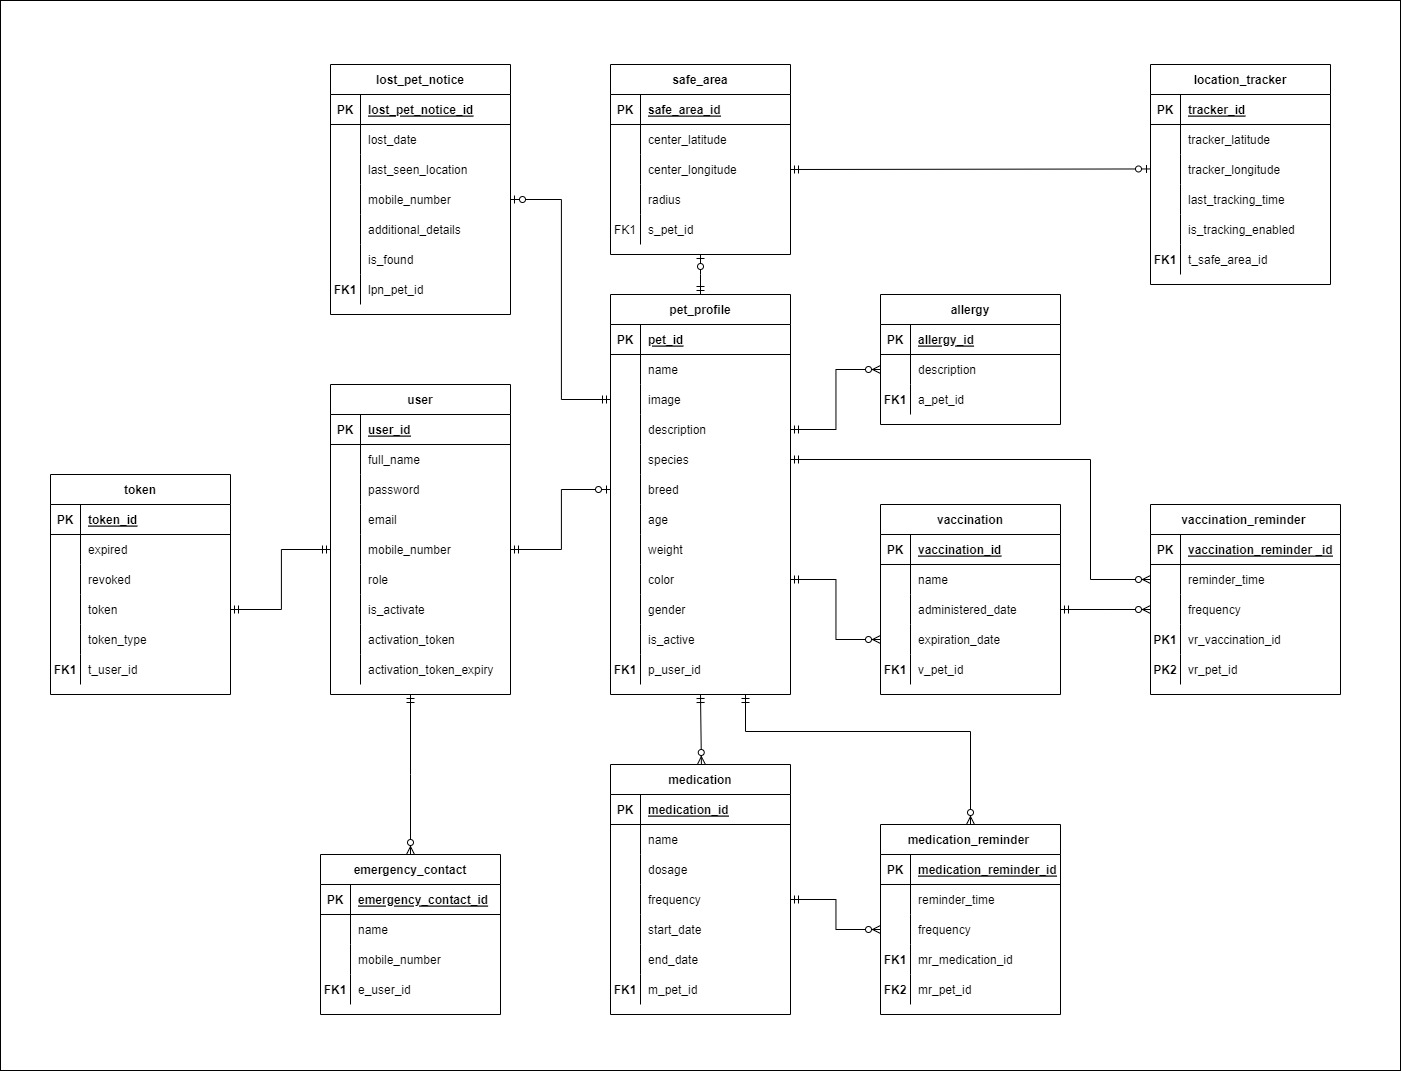 lost_pet_notice
PK lost_pet_notice_id
lost_date
last_seen_location
mobile_number
additional_details
is_found
FK1 lpn_pet_id
safe_area
PK safe_area_id
center_latitude
center_longitude
radius
FK1 s_pet_id
location_tracker
PK tracker_id
tracker_latitude
tracker_longitude
last_tracking_time
is_tracking_enabled
FK1 t_safe_area_id
pet_profile
PK pet_id
name
image
description
species
breed
age
weight
color
gender
is_active
FK1 p_user_id
allergy
PK allergy_id
description
FK1 a_pet_id
user
PK user_id
full_name
password
email
mobile_number
role
is_activate
activation_token
activation_token_expiry
token
PK token_id
expired
revoked
token
token_type
FK1 t_user_id
vaccination
PK vaccination_id
name
administered_date
expiration_date
FK1 v_pet_id
vaccination_reminder
PK vaccination_reminder _id
reminder_time
frequency
PK1 vr_vaccination_id
PK2 vr_pet_id
medication
PK medication_id
name
dosage
frequency
start_date
end_date
FK1 m_pet_id
medication_reminder
PK medication_reminder_id
reminder_time
frequency
FK1 mr_medication_id
FK2 mr_pet_id
emergency_contact
PK emergency_contact_id
name
mobile_number
FK1 e_user_id